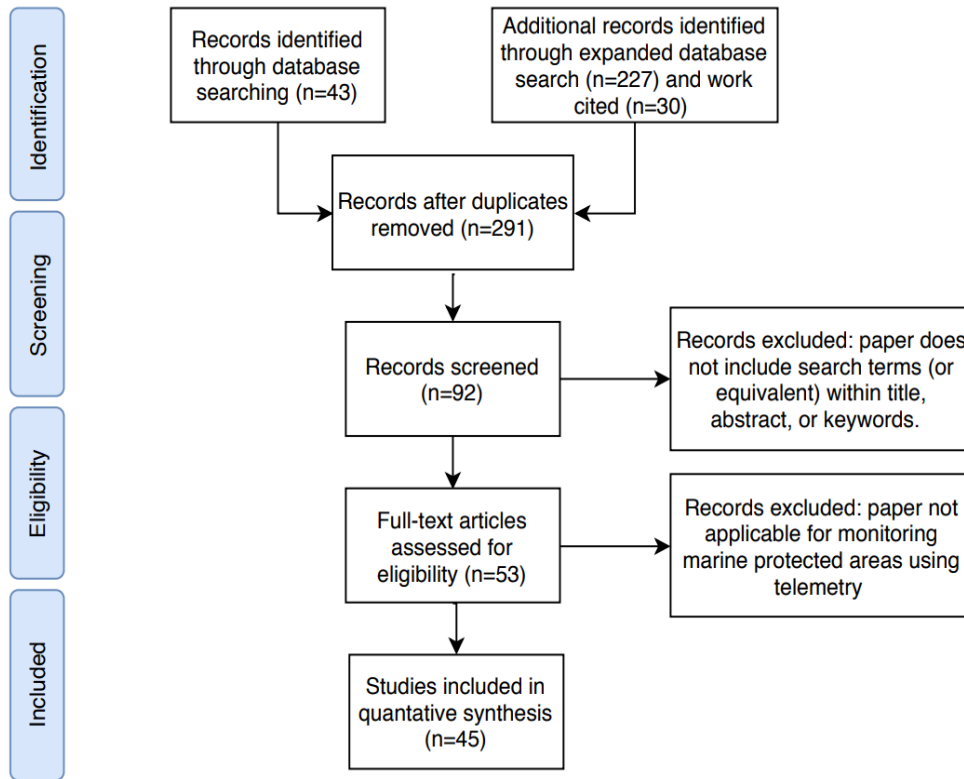 Identification
Records identified
through database
searching (n=43)
Additional records identified
through expanded database
search (n=227) and work
cited (n=30)
Records after duplicates
removed (n=291)
Screening
Records screened
(n=92)
Records excluded: paper does
not include search terms (or
equivalent) within title,
abstract, or keywords.
Eligibility
Full-text articles
assessed for
eligibility (n=53)
Records excluded: paper not
applicable for monitoring
marine protected areas using
telemetry
Included
Studies included in
quantative synthesis
(n=45)